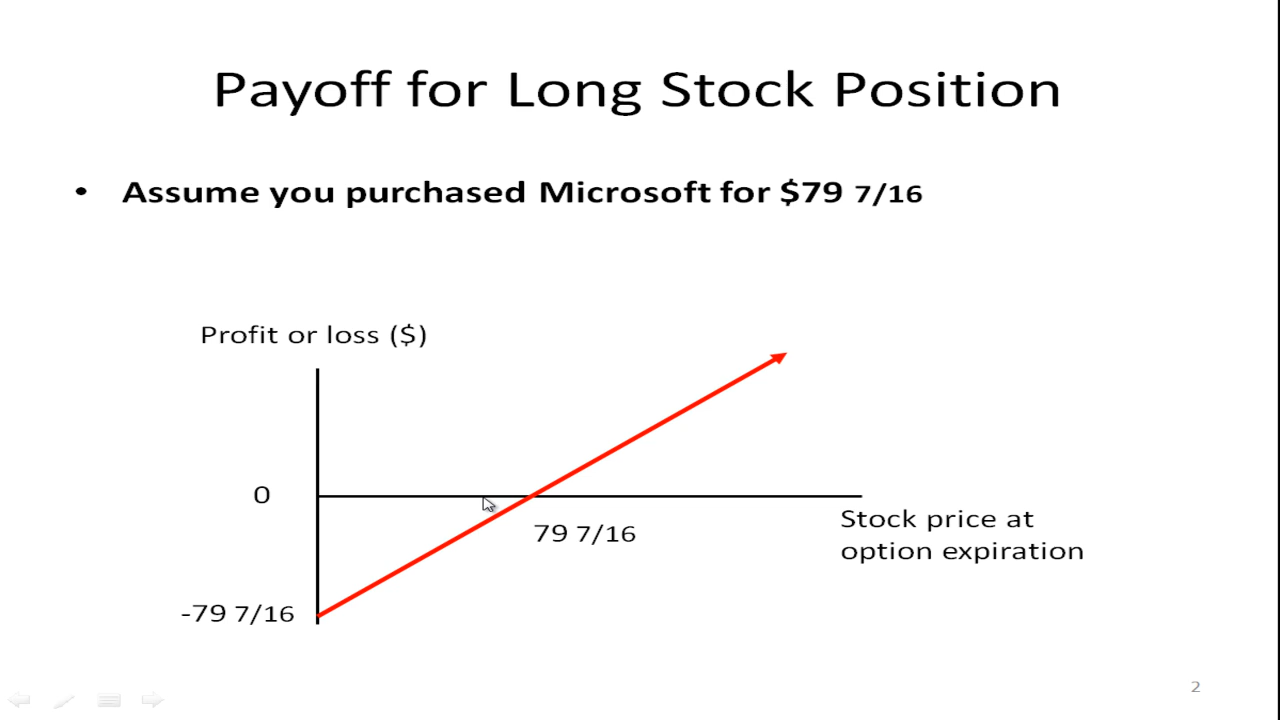 Payoff for Long Stock Position
• Assume you purchased Microsoft for $79 7/16
Profit or loss ($)
0
79 7/16
Stock price at
option expiration
-79 7/16
2